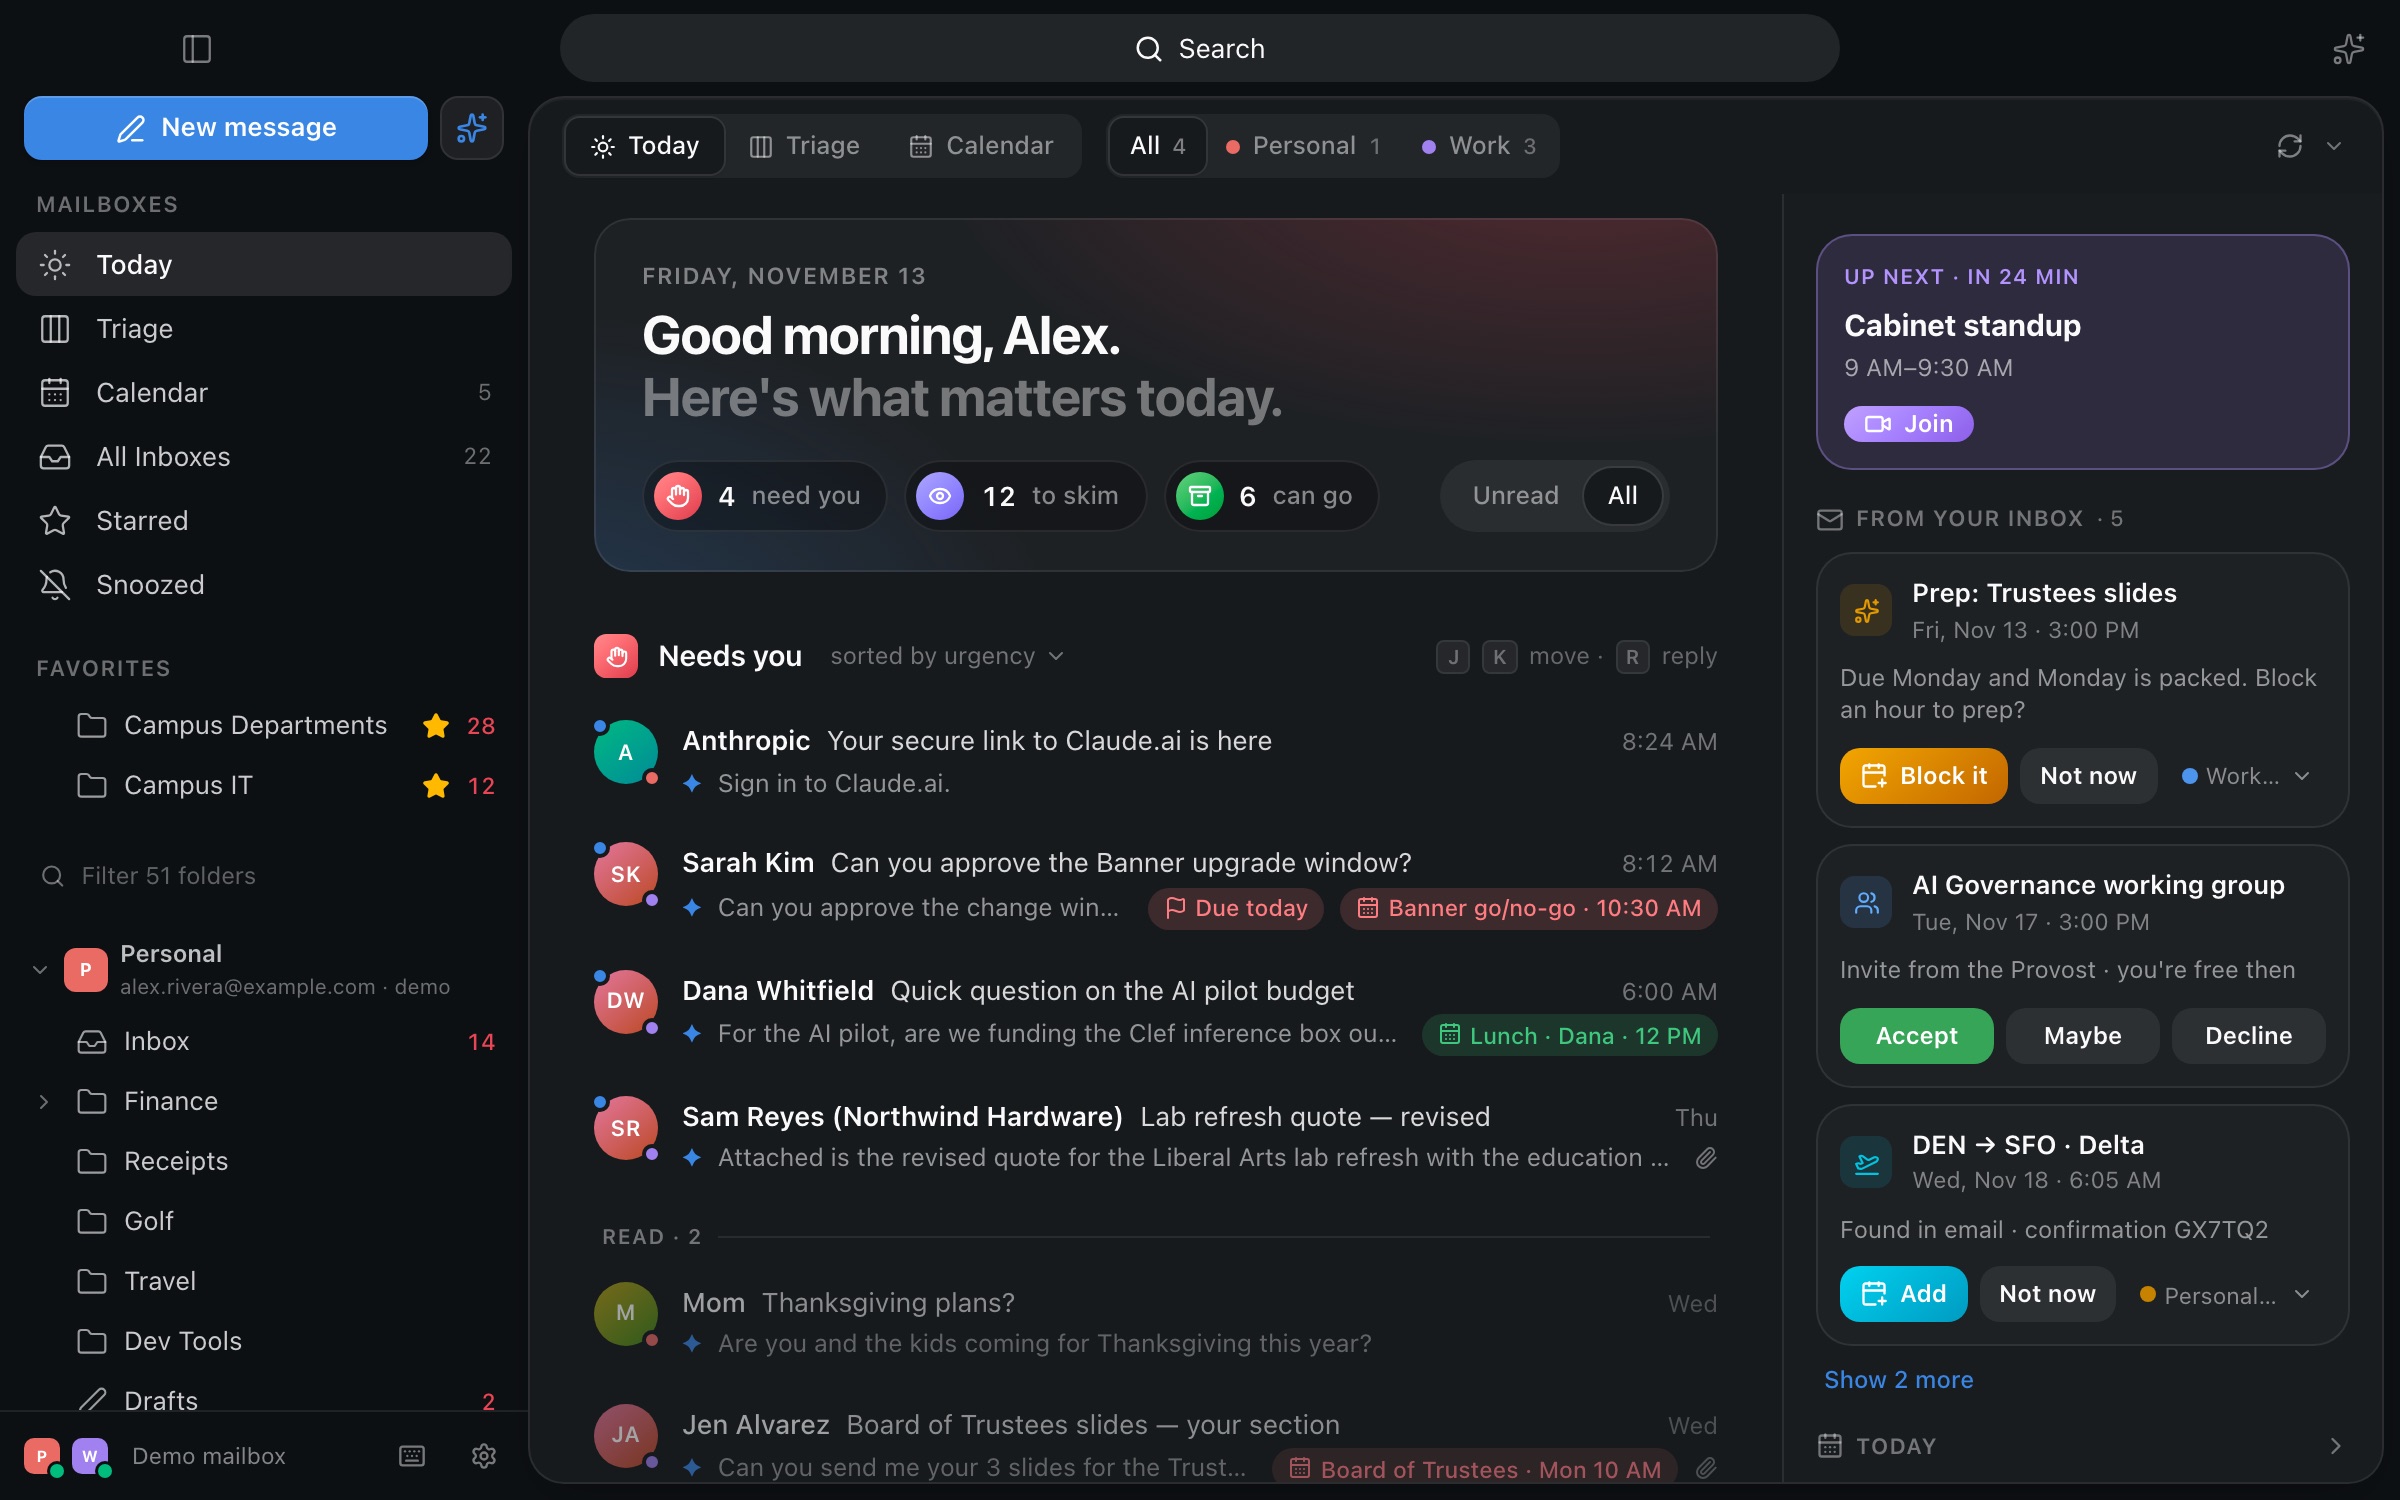 Search
New message
MAILBOXES
Today
Triage
Calendar 5
All Inboxes 22
Starred
Snoozed
FAVORITES
Campus Departments 28
Campus IT 12
Filter 51 folders
P Personal
alex.rivera@example.com · demo
Inbox 14
Finance
Receipts
Golf
Travel
Dev Tools
Drafts 2
P W Demo mailbox
Today Triage Calendar All 4 Personal 1 Work 3
FRIDAY, NOVEMBER 13
Good morning, Alex.
Here's what matters today.
4 need you 12 to skim 6 can go Unread All
Needs you sorted by urgency J K move · R reply
A Anthropic Your secure link to Claude.ai is here 8:24 AM
Sign in to Claude.ai.
SK Sarah Kim Can you approve the Banner upgrade window? 8:12 AM
Can you approve the change win... Due today Banner go/no-go · 10:30 AM
DW Dana Whitfield Quick question on the AI pilot budget 6:00 AM
For the AI pilot, are we funding the Clef inference box ou... Lunch · Dana · 12 PM
SR Sam Reyes (Northwind Hardware) Lab refresh quote — revised Thu
Attached is the revised quote for the Liberal Arts lab refresh with the education ...
READ · 2
M Mom Thanksgiving plans? Wed
Are you and the kids coming for Thanksgiving this year?
JA Jen Alvarez Board of Trustees slides — your section Wed
Can you send me your 3 slides for the Trust... Board of Trustees · Mon 10 AM
UP NEXT · IN 24 MIN
Cabinet standup
9 AM–9:30 AM
Join
FROM YOUR INBOX · 5
Prep: Trustees slides
Fri, Nov 13 · 3:00 PM
Due Monday and Monday is packed. Block
an hour to prep?
Block it Not now Work...
AI Governance working group
Tue, Nov 17 · 3:00 PM
Invite from the Provost · you're free then
Accept Maybe Decline
DEN → SFO · Delta
Wed, Nov 18 · 6:05 AM
Found in email · confirmation GX7TQ2
Add Not now Personal...
Show 2 more
TODAY